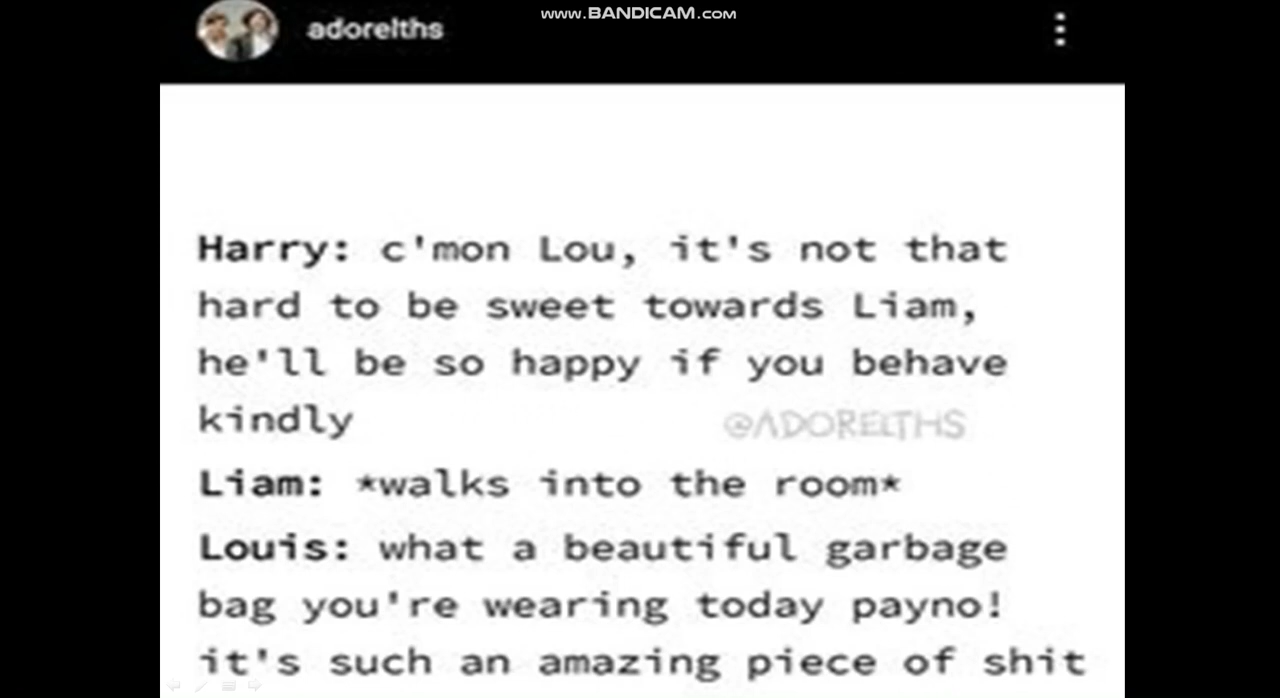 www.BANDICAM.com
adorelths
Harry: c'mon Lou, it's not that
hard to be sweet towards Liam,
he'll be so happy if you behave
kindly
@ADORELTHS
Liam: *walks into the room*
Louis: what a beautiful garbage
bag you're wearing today payno!
it's such an amazing piece of shit